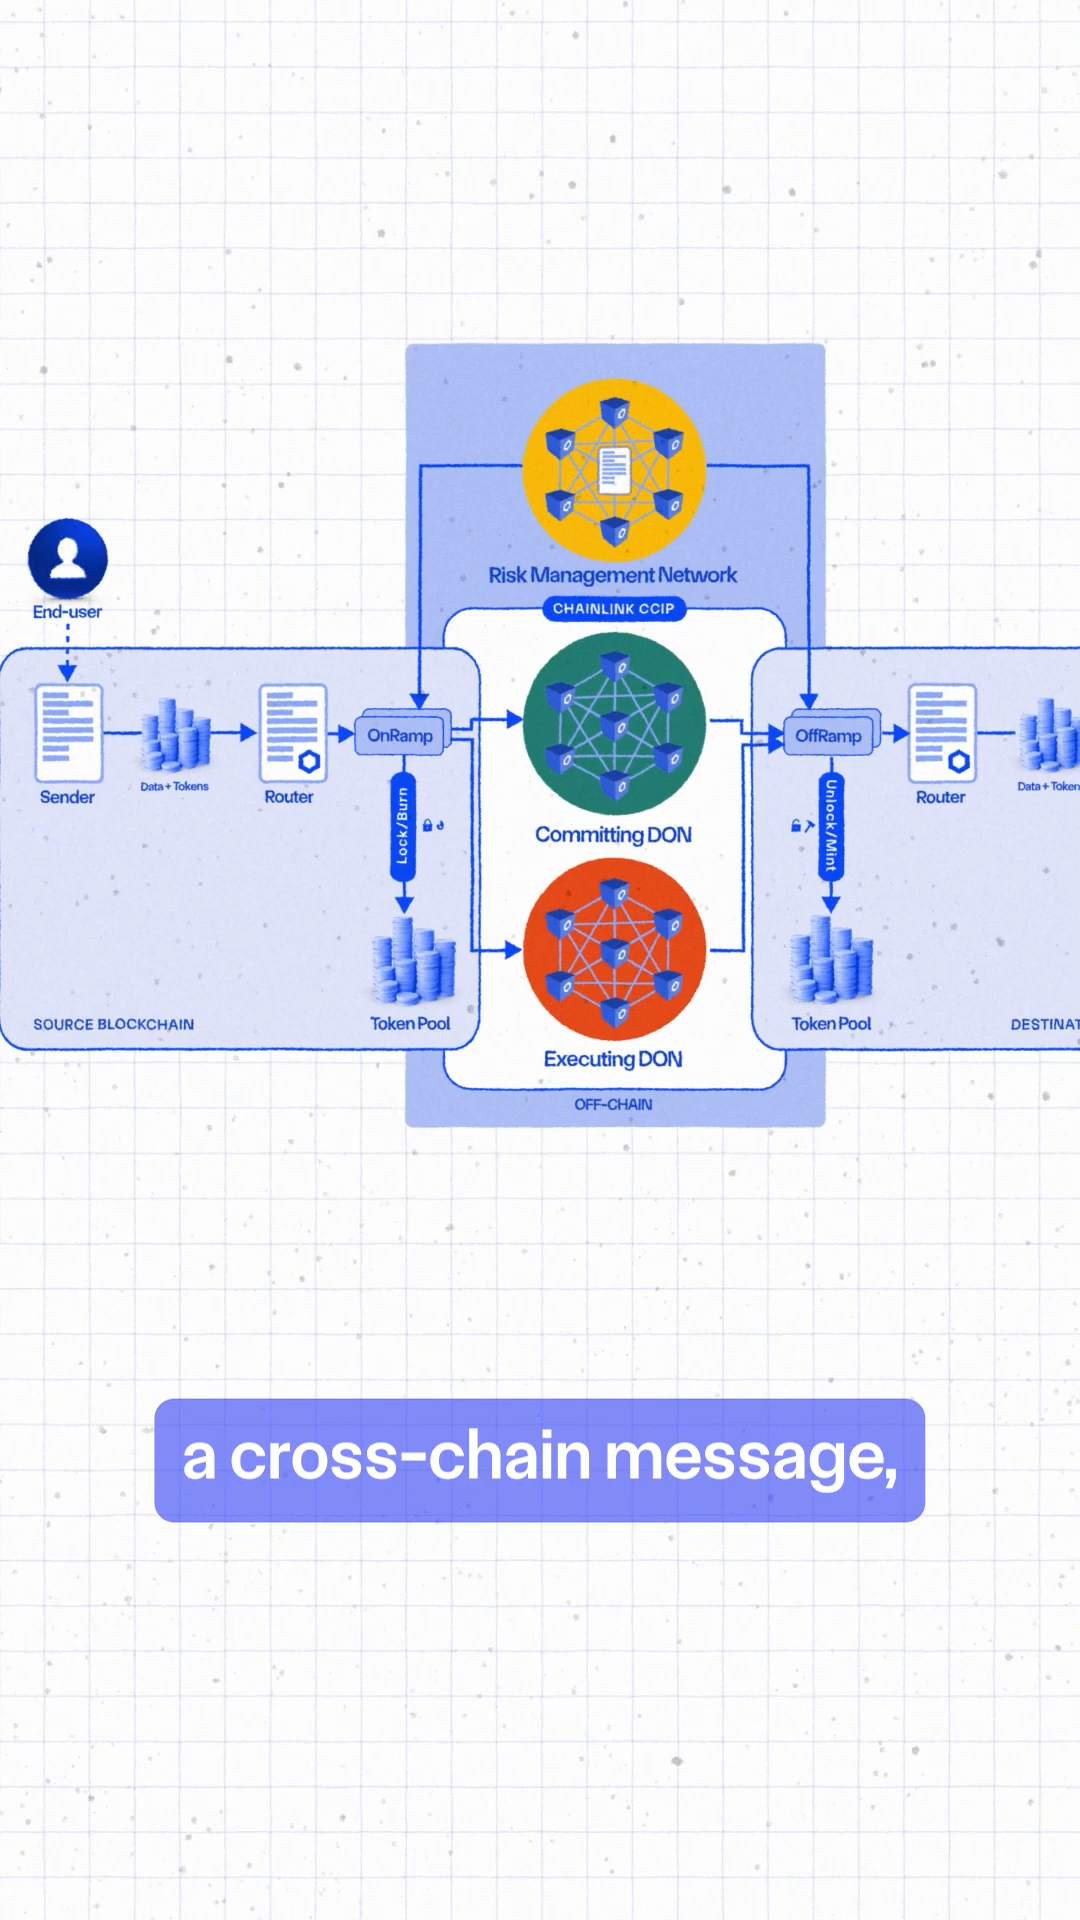 Risk Management Network
CHAINLINK CCIP
End-user
OnRamp
OffRamp
Data + Tokens
Data + Token
Sender
Router
Router
Lock/Burn
Unlock/Mint
Committing DON
SOURCE BLOCKCHAIN
Token Pool
Token Pool
DESTINAT
Executing DON
OFF-CHAIN
a cross-chain message,